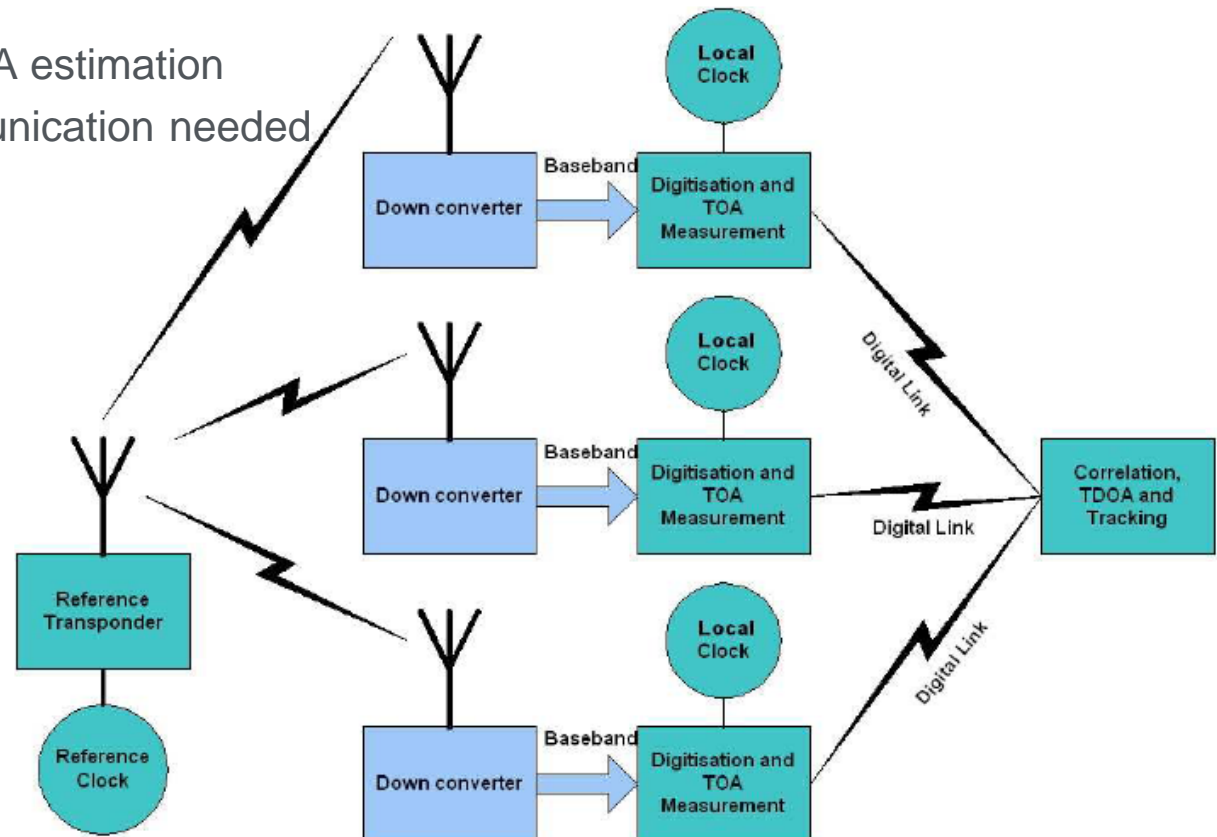 A estimation
unication needed
Local
Clock
Baseband
Down converter
Digitisation and
TOA
Measurement
Digital Link
Local
Clock
Baseband
Down converter
Digitisation and
TOA
Measurement
Digital Link
Correlation,
TDOA and
Tracking
Reference
Transponder
Reference
Clock
Local
Clock
Baseband
Down converter
Digitisation and
TOA
Measurement
Digital Link